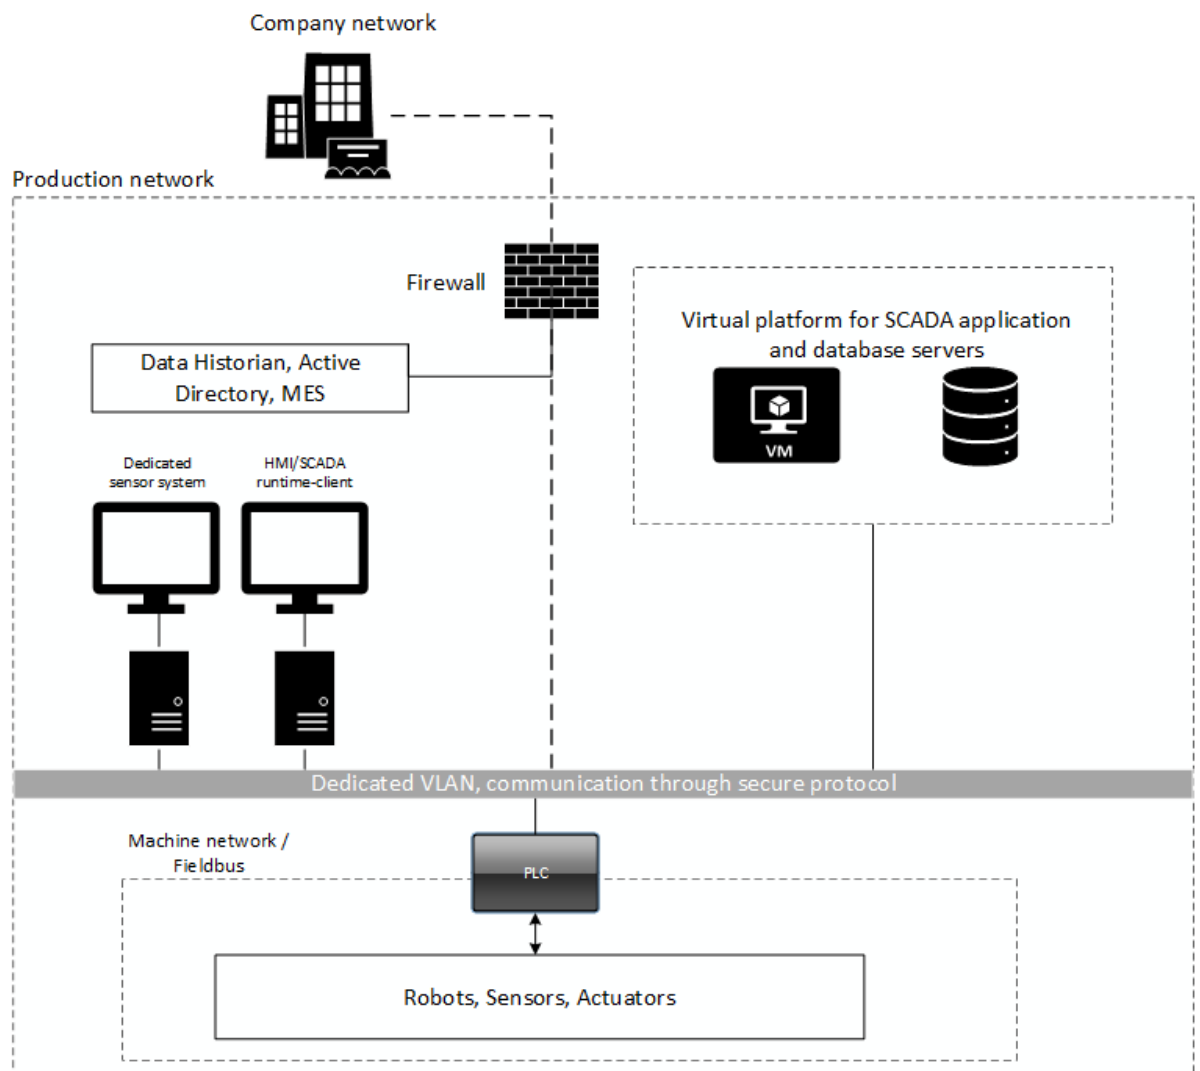 Company network
Production network
Firewall
Virtual platform for SCADA application
and database servers
Data Historian, Active
Directory, MES
VM
Dedicated
sensor system
HMI/SCADA
runtime-client
Dedicated VLAN, communication through secure protocol
Machine network /
Fieldbus
PLC
Robots, Sensors, Actuators